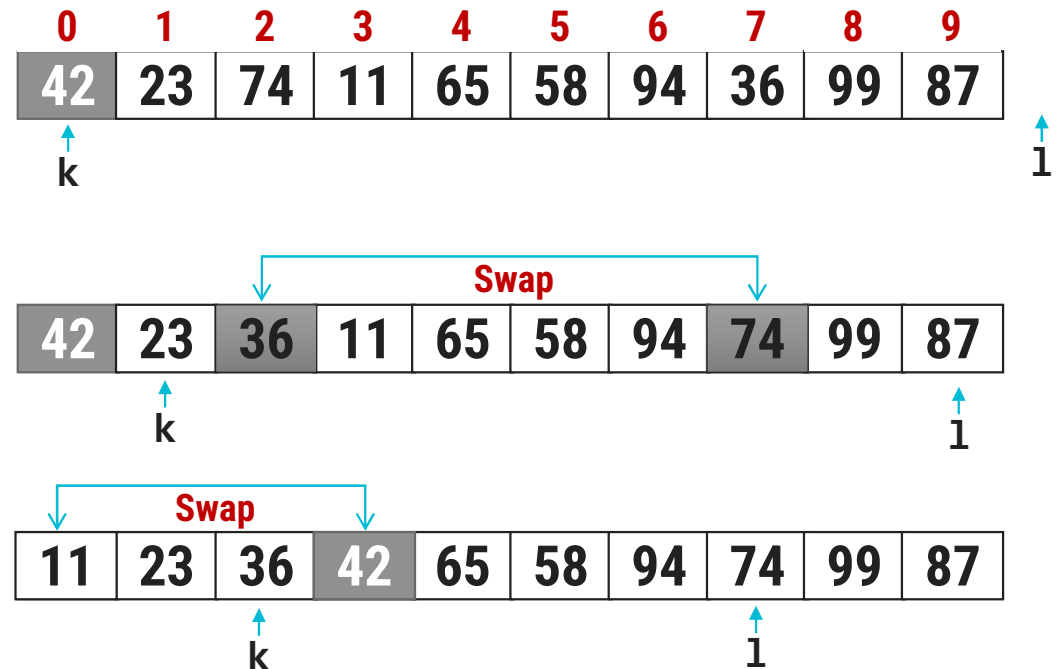 0 1 2 3 4 5 6 7 8 9
42 23 74 11 65 58 94 36 99 87
k l
Swap
42 23 36 11 65 58 94 74 99 87
k l
Swap
11 23 36 42 65 58 94 74 99 87
k l